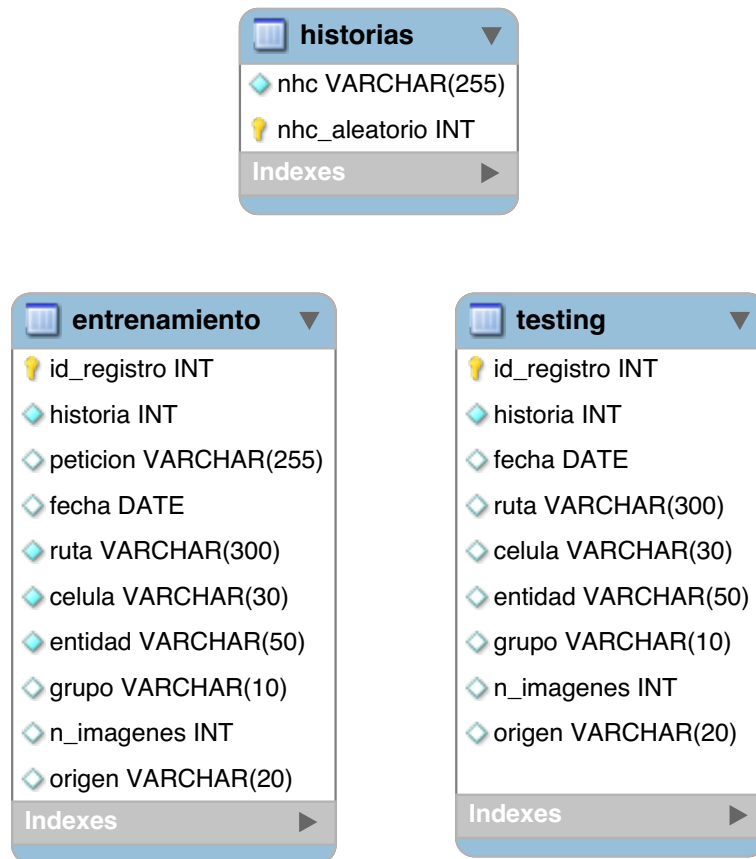 historias
nhc VARCHAR(255)
nhc_aleatorio INT
Indexes
entrenamiento
id_registro INT
historia INT
peticion VARCHAR(255)
fecha DATE
ruta VARCHAR(300)
celula VARCHAR(30)
entidad VARCHAR(50)
grupo VARCHAR(10)
n_imagenes INT
origen VARCHAR(20)
Indexes
testing
id_registro INT
historia INT
fecha DATE
ruta VARCHAR(300)
celula VARCHAR(30)
entidad VARCHAR(50)
grupo VARCHAR(10)
n_imagenes INT
origen VARCHAR(20)
Indexes